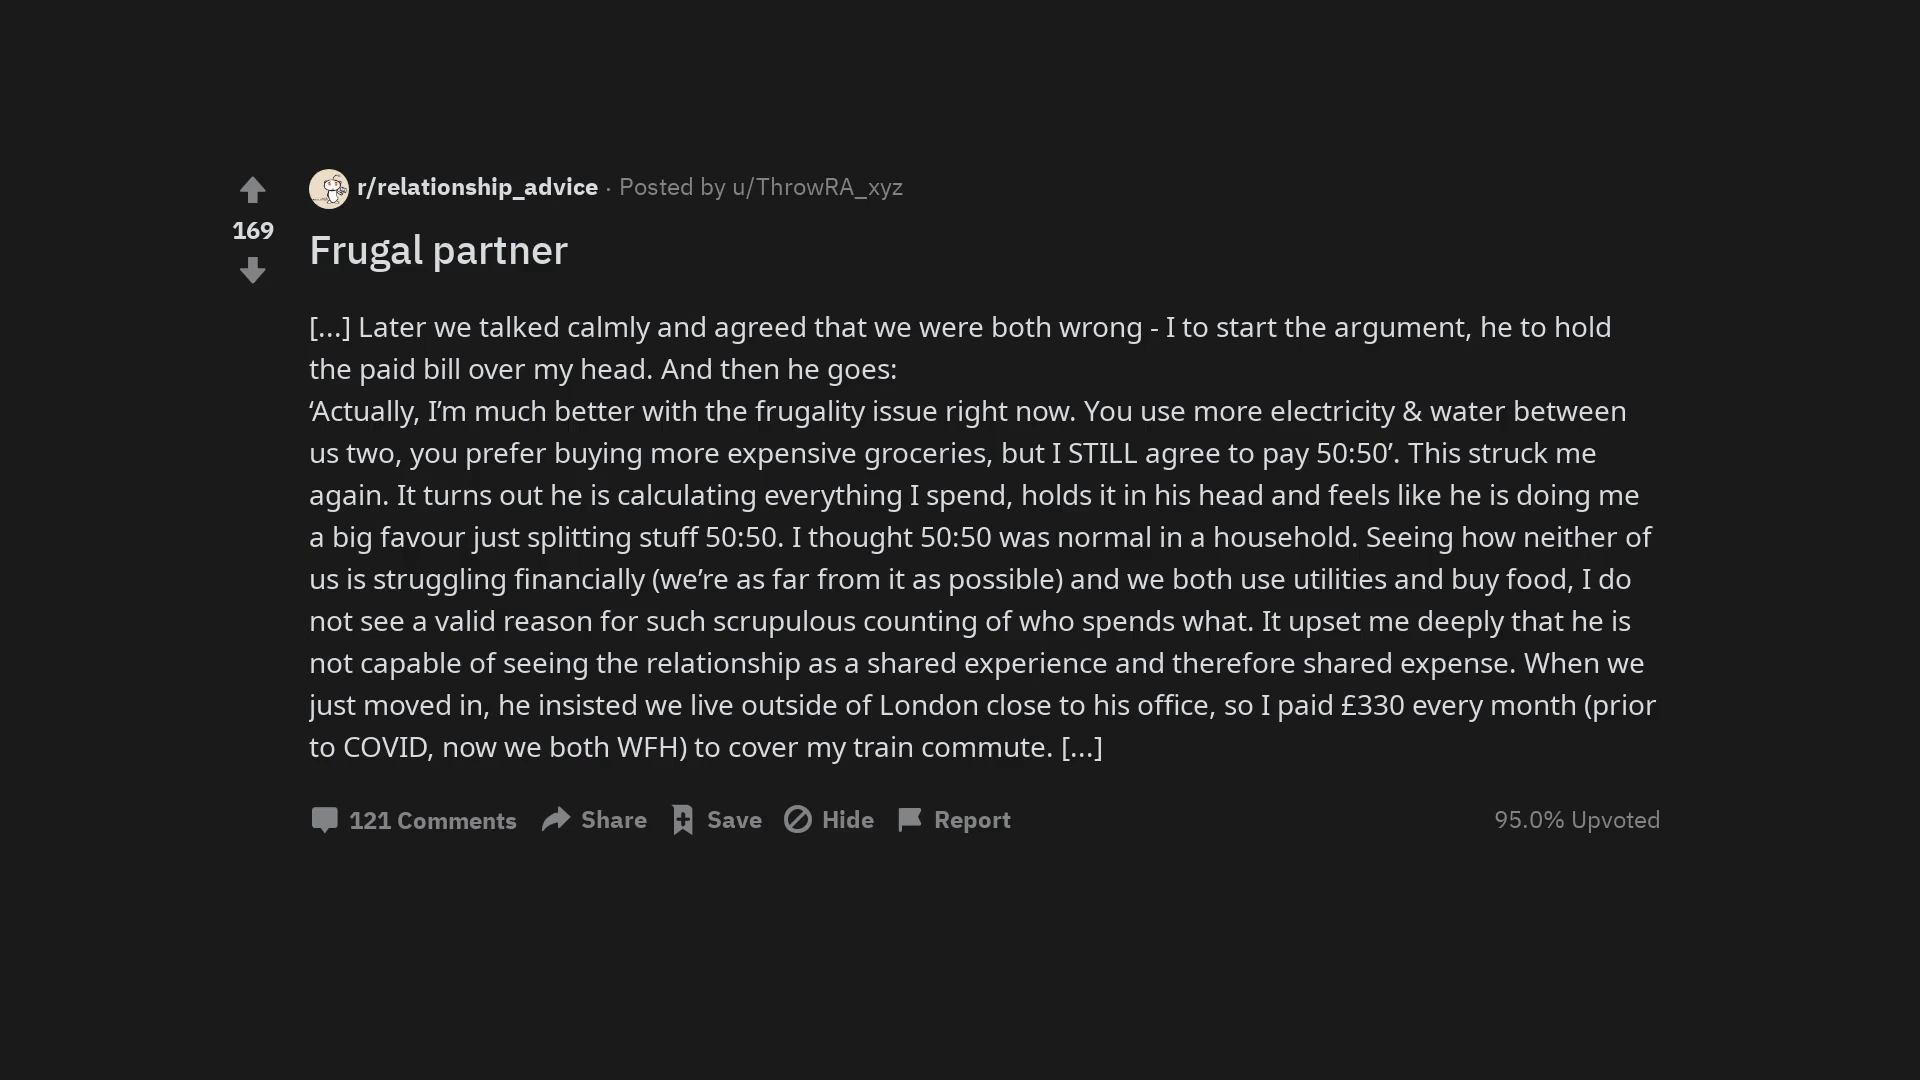 r/relationship_advice · Posted by u/ThrowRA_xyz
169
Frugal partner
[...] Later we talked calmly and agreed that we were both wrong - I to start the argument, he to hold
the paid bill over my head. And then he goes:
‘Actually, I’m much better with the frugality issue right now. You use more electricity & water between
us two, you prefer buying more expensive groceries, but I STILL agree to pay 50:50’. This struck me
again. It turns out he is calculating everything I spend, holds it in his head and feels like he is doing me
a big favour just splitting stuff 50:50. I thought 50:50 was normal in a household. Seeing how neither of
us is struggling financially (we’re as far from it as possible) and we both use utilities and buy food, I do
not see a valid reason for such scrupulous counting of who spends what. It upset me deeply that he is
not capable of seeing the relationship as a shared experience and therefore shared expense. When we
just moved in, he insisted we live outside of London close to his office, so I paid £330 every month (prior
to COVID, now we both WFH) to cover my train commute. [...]
121 Comments Share Save Hide Report 95.0% Upvoted